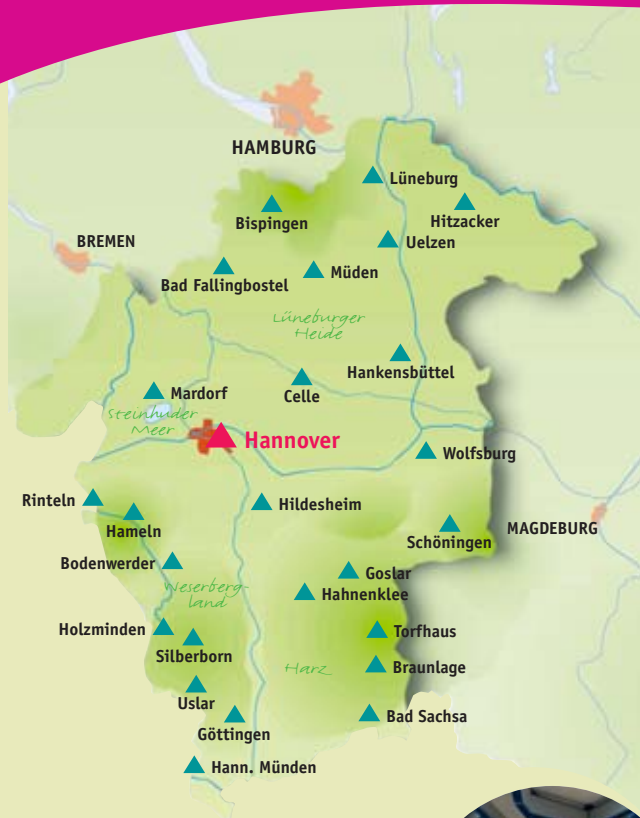 HAMBURG
Lüneburg
Bispingen
Hitzacker
BREMEN
Uelzen
Bad Fallingbostel
Müden
Lüneburger
Heide
Hankensbüttel
Mardorf
Celle
Steinhuder
Meer
Hannover
Wolfsburg
Rinteln
Hildesheim
Hameln
Schöningen
MAGDEBURG
Bodenwerder
Goslar
Weserberg-
land
Hahnenklee
Holzminden
Torfhaus
Silberborn
Harz
Braunlage
Uslar
Bad Sachsa
Göttingen
Hann. Münden